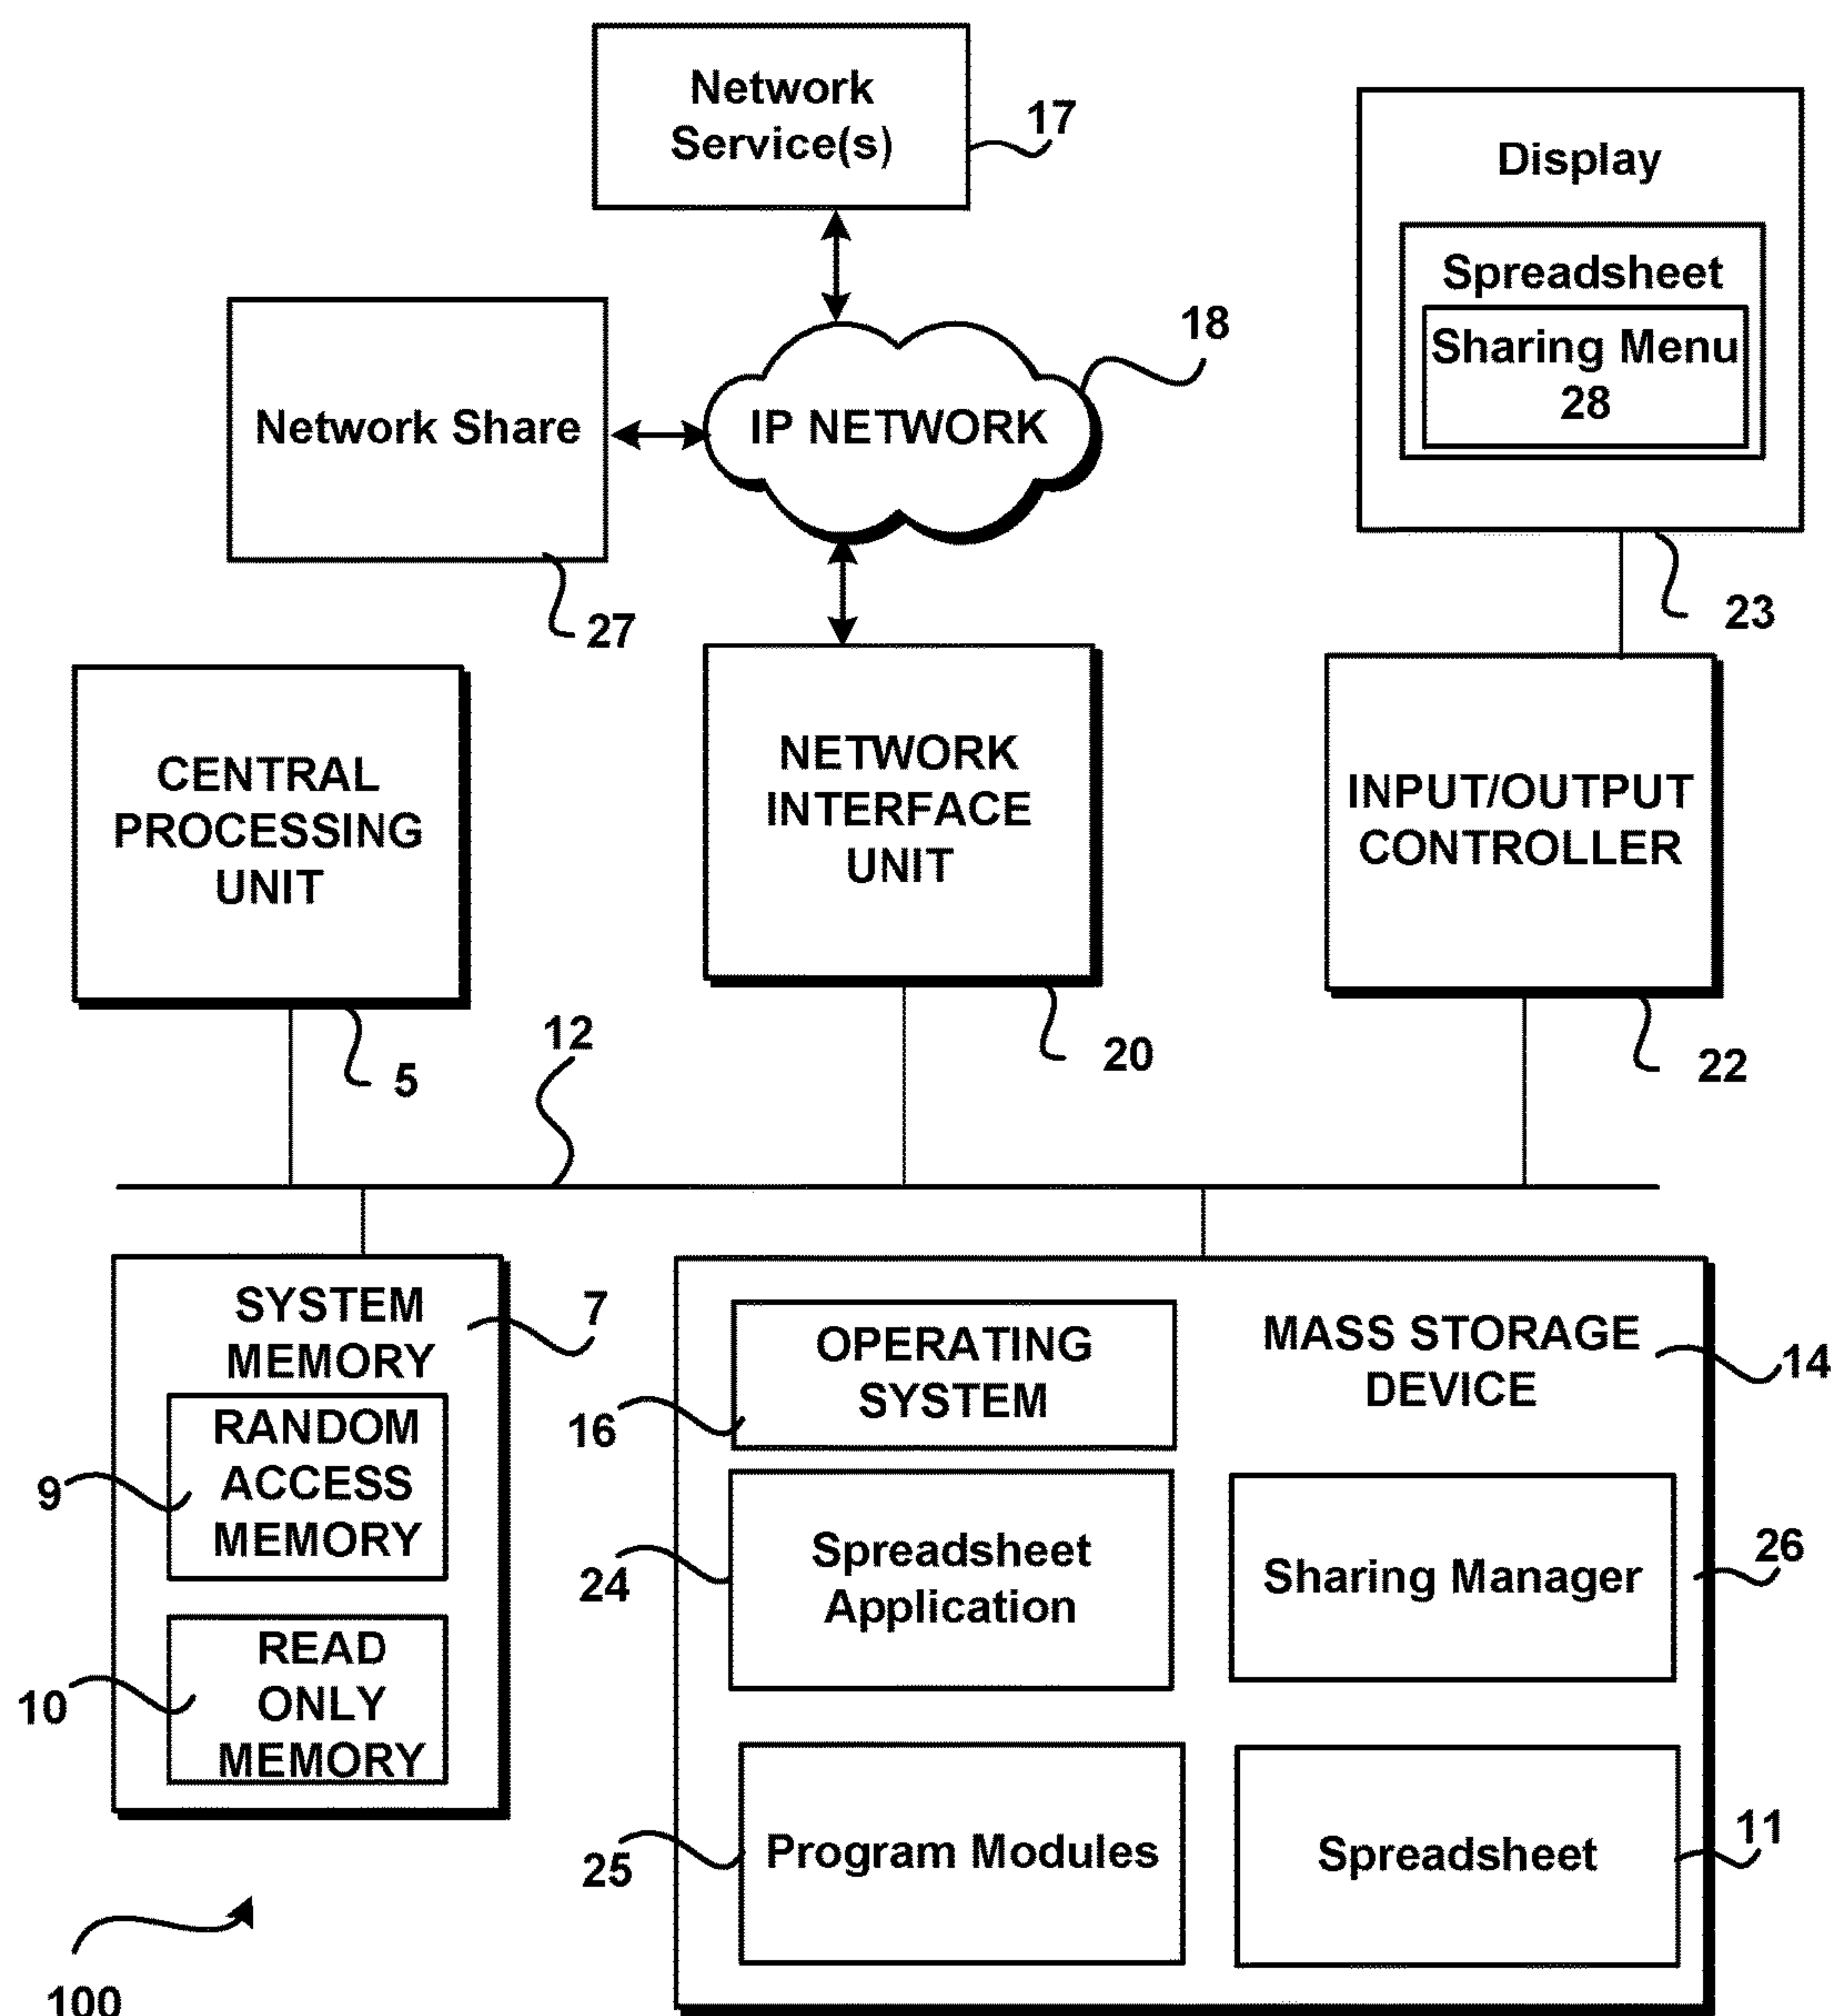 Network
Service(s)
17
Display
Spreadsheet
Sharing Menu
28
23
Network Share
27
IP NETWORK
18
CENTRAL
PROCESSING
UNIT
5
NETWORK
INTERFACE
UNIT
20
INPUT/OUTPUT
CONTROLLER
22
12
SYSTEM
MEMORY
7
RANDOM
ACCESS
MEMORY
9
READ
ONLY
MEMORY
10
OPERATING
SYSTEM
16
MASS STORAGE
DEVICE
14
Spreadsheet
Application
24
Sharing Manager
26
Program Modules
25
Spreadsheet
11
100